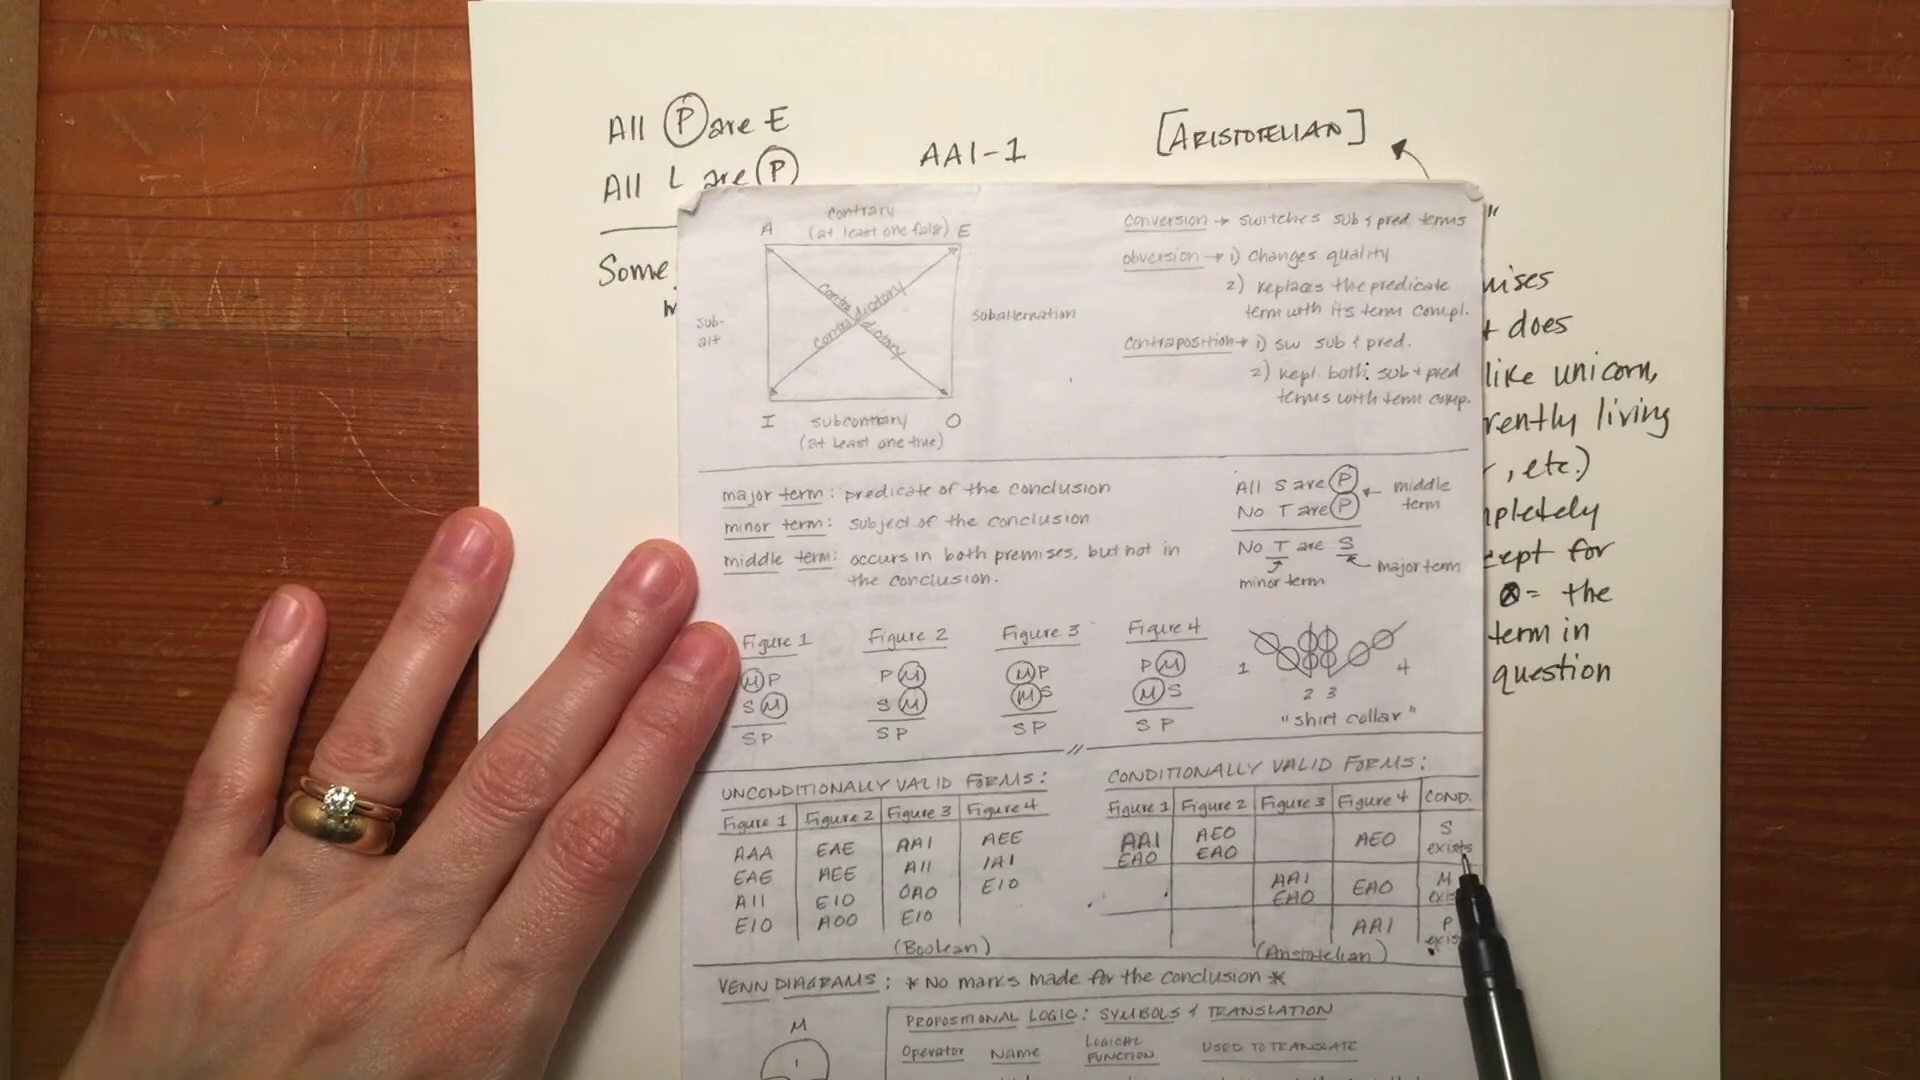 All P are E
All L are P
Some
AAI-1
[ARISTOTELIAN]
"
uises
does
like unicorn,
rently living
, etc.)
mpletely
cept for
= the
term in
question
contrary
(at least one false)
A
E
contradictory
contradictory
sub-
alt
subalternation
I
subcontrary
O
(at least one true)
conversion → switches sub & pred. terms
obversion → 1) changes quality
2) replaces the predicate
term with its term compl.
contraposition → 1) sw sub & pred.
2) repl. both: sub + pred
terms with term comp.
major term: predicate of the conclusion
minor term: subject of the conclusion
middle term: occurs in both premises, but not in
the conclusion.
All S are P
No T are P
← middle
term
No T are S
minor term
major term
Figure 1
M P
S M
S P
Figure 2
P M
S M
S P
Figure 3
M P
M S
S P
Figure 4
P M
M S
S P
1
2 3
4
"shirt collar"
UNCONDITIONALLY VALID FORMS:
Figure 1 Figure 2 Figure 3 Figure 4
AAA EAE AAI AEE
EAE AEE AII IAI
AII EIO OAO EIO
EIO AOO EIO
(Boolean)
CONDITIONALLY VALID FORMS:
Figure 1 Figure 2 Figure 3 Figure 4 COND.
AAI AEO AEO S
EAO EAO exists
AAI EAO M
EAO exis
AAI P
exis
(Aristotelian)
VENN DIAGRAMS: * No marks made for the conclusion *
M
1
PROPOSITIONAL LOGIC: SYMBOLS & TRANSLATION
Operator Name LOGICAL FUNCTION USED TO TRANSLATE